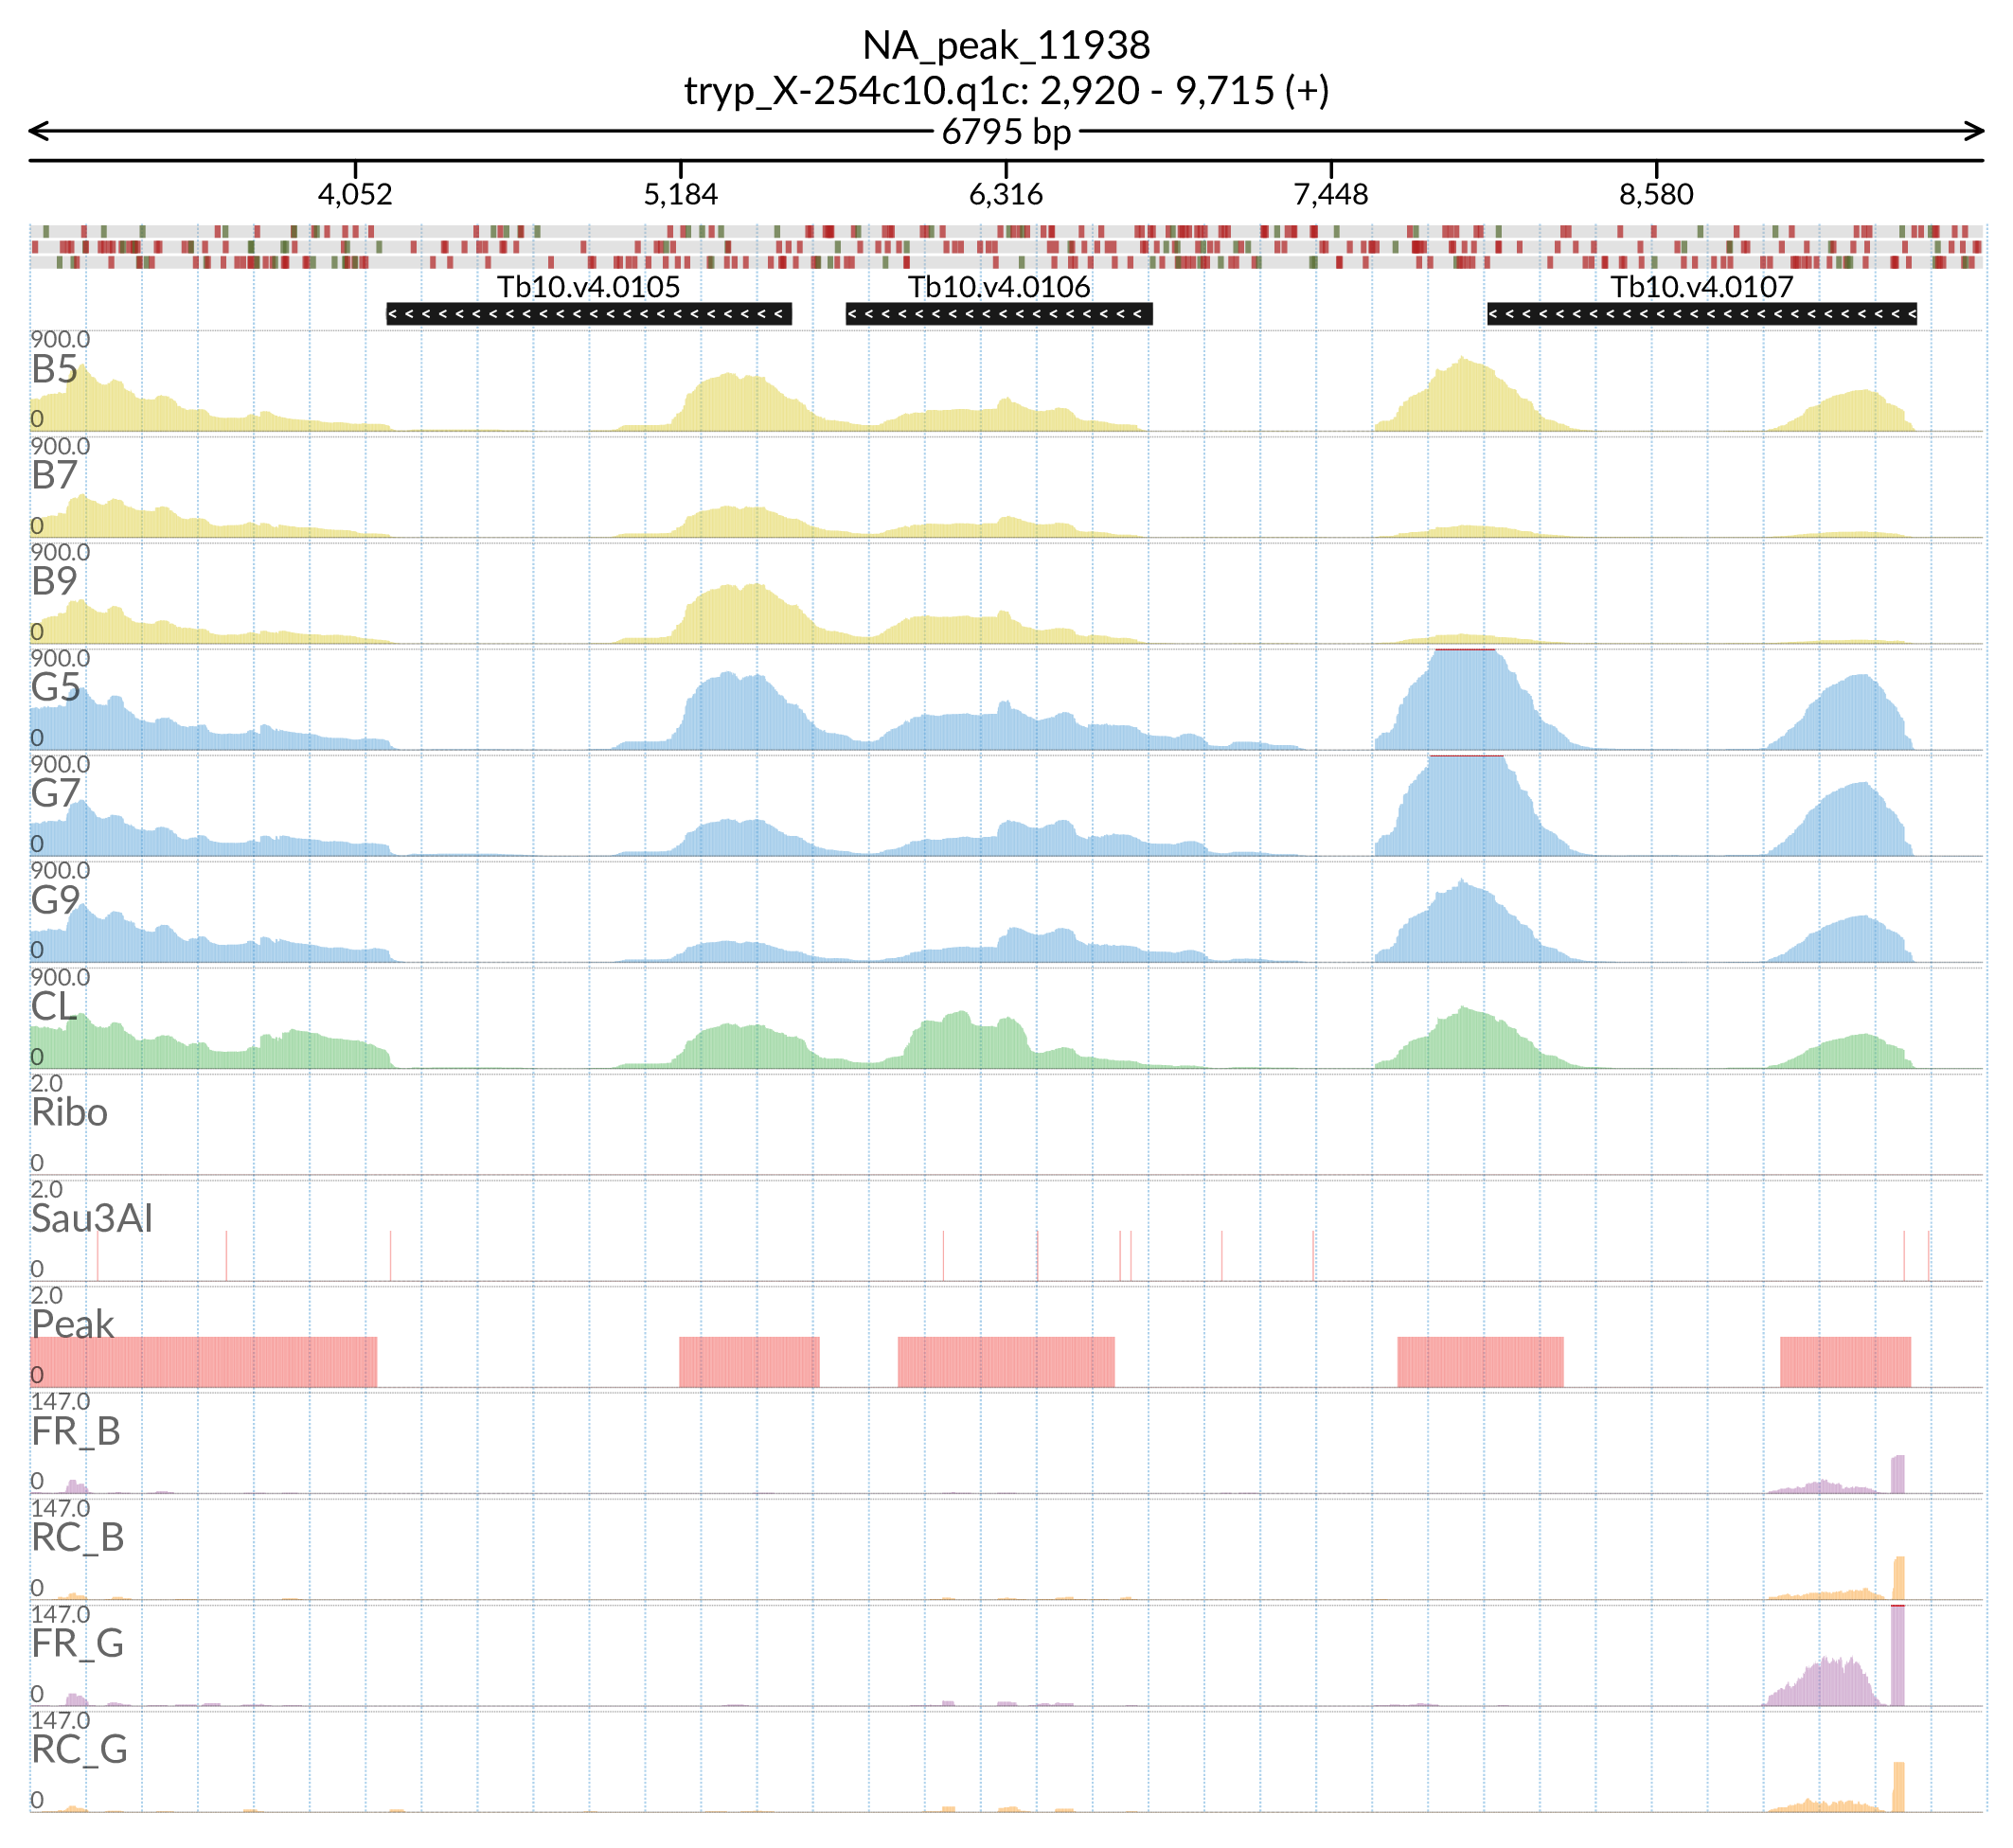 NA_peak_11938
tryp_X-254c10.q1c: 2,920 - 9,715 (+)
6795 bp
4,052 5,184 6,316 7,448 8,580
Tb10.v4.0105 Tb10.v4.0106 Tb10.v4.0107
900.0
B5
0
900.0
B7
0
900.0
B9
0
900.0
G5
0
900.0
G7
0
900.0
G9
0
900.0
CL
0
2.0
Ribo
0
2.0
Sau3AI
0
2.0
Peak
0
147.0
FR_B
0
147.0
RC_B
0
147.0
FR_G
0
147.0
RC_G
0